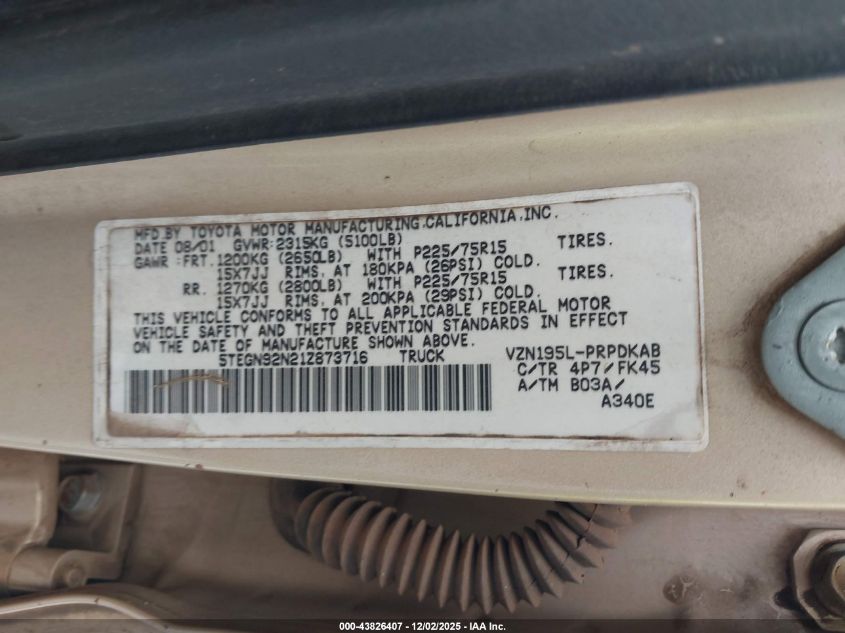 MFD BY TOYOTA MOTOR MANUFACTURING,CALIFORNIA,INC.
DATE 08/01 GVWR:2315KG (5100LB)
GAWR :FRT. 1200KG (2650LB) WITH P225/75R15 TIRES.
15X7JJ RIMS, AT 180KPA (26PSI) COLD.
RR. 1270KG (2800LB) WITH P225/75R15 TIRES.
15X7JJ RIMS, AT 200KPA (29PSI) COLD.
THIS VEHICLE CONFORMS TO ALL APPLICABLE FEDERAL MOTOR
VEHICLE SAFETY AND THEFT PREVENTION STANDARDS IN EFFECT
ON THE DATE OF MANUFACTURE SHOWN ABOVE.
5TEGN92N21Z873716 TRUCK VZN195L-PRPDKAB
C/TR 4P7/FK45
A/TM B03A/
A340E
000-43826407 - 12/02/2025 - IAA Inc.